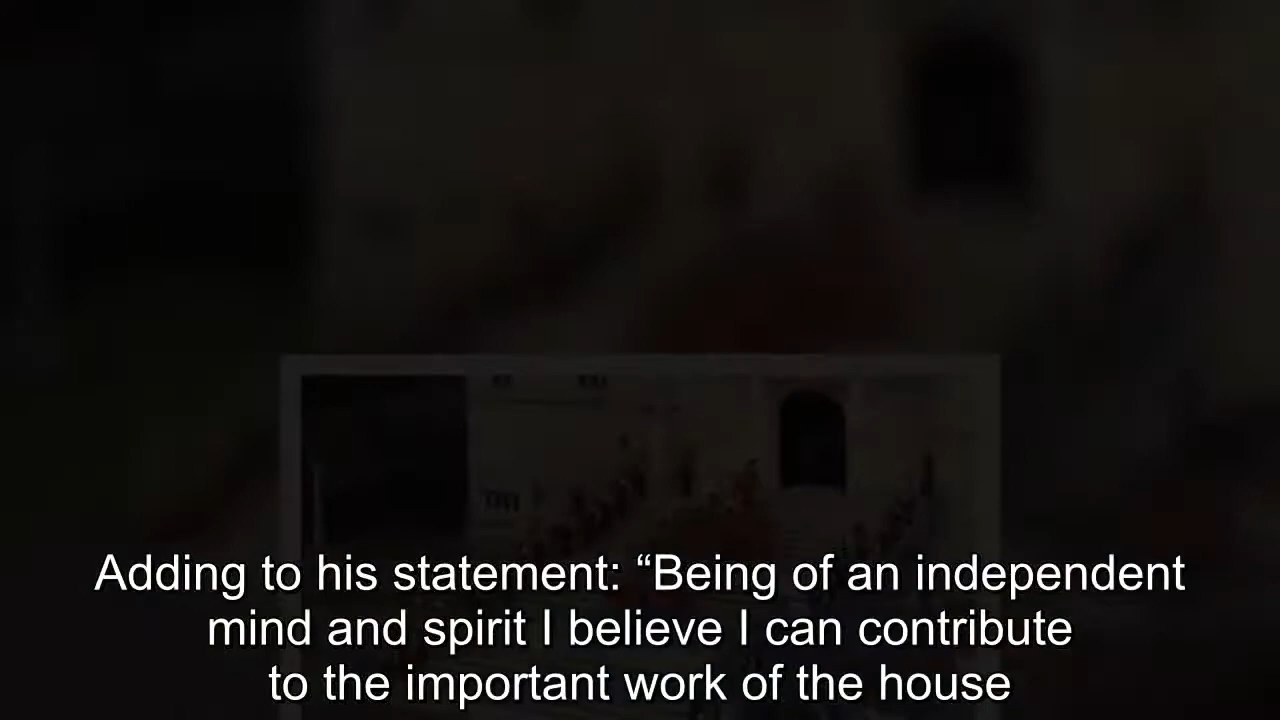 Adding to his statement: “Being of an independent
mind and spirit I believe I can contribute
to the important work of the house